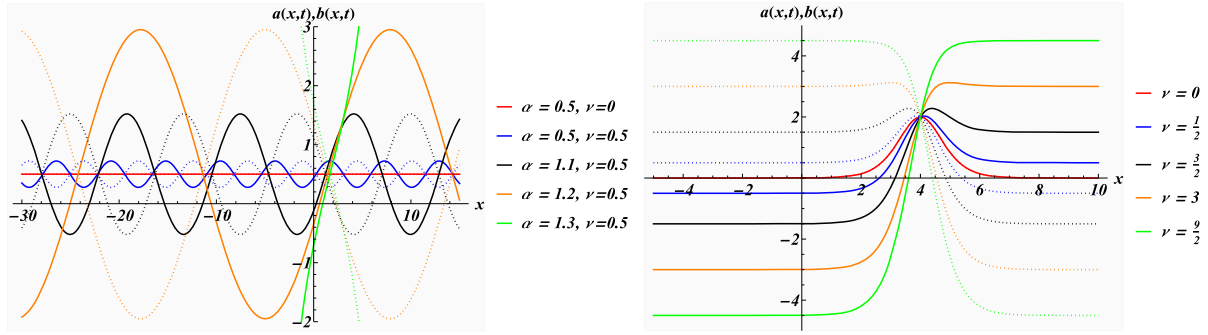 a(x,t),b(x,t)
3
2
1
-1
-2
-30
-20
-10
10
x
α = 0.5, ν=0
α = 0.5, ν=0.5
α = 1.1, ν=0.5
α = 1.2, ν=0.5
α = 1.3, ν=0.5
a(x,t),b(x,t)
4
2
-2
-4
-4
-2
2
4
6
8
10
x
ν = 0
ν = 1/2
ν = 3/2
ν = 3
ν = 9/2